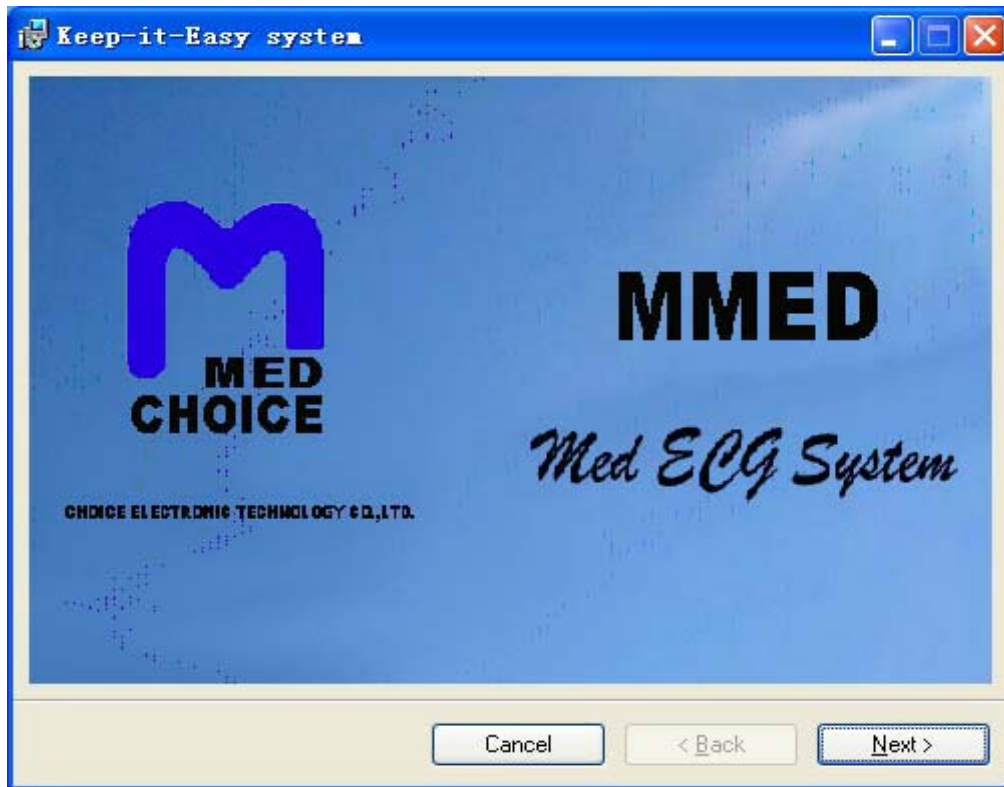 Keep-it-Easy system
MED
CHOICE
CHOICE ELECTRONIC TECHNOLOGY CO.,LTD.
MMED
Med ECG System
Cancel
< Back
Next >